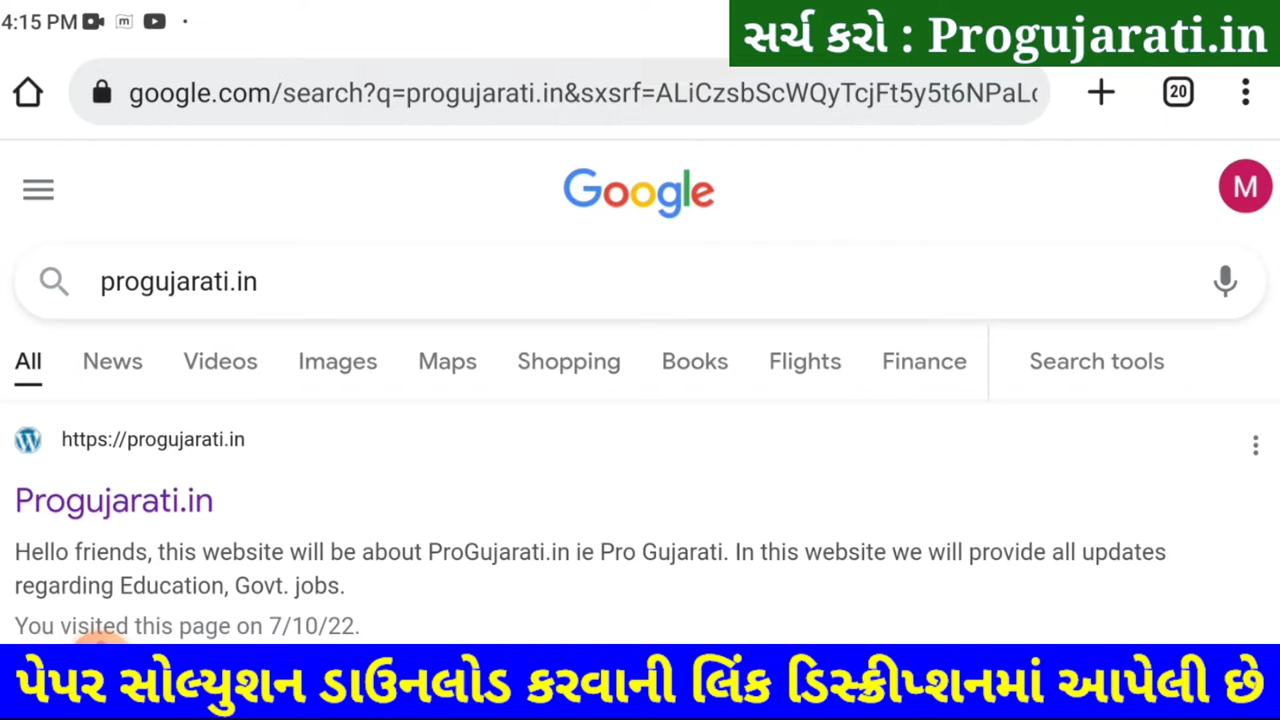 4:15 PM
સર્ચ કરો : Progujarati.in
google.com/search?q=progujarati.in&sxsrf=ALiCzsbScWQyTcjFt5y5t6NPaL
20
Google
M
progujarati.in
All News Videos Images Maps Shopping Books Flights Finance Search tools
https://progujarati.in
Progujarati.in
Hello friends, this website will be about ProGujarati.in ie Pro Gujarati. In this website we will provide all updates
regarding Education, Govt. jobs.
You visited this page on 7/10/22.
પેપર સોલ્યુશન ડાઉનલોડ કરવાની લિંક ડિસ્ક્રીપ્શનમાં આપેલી છે